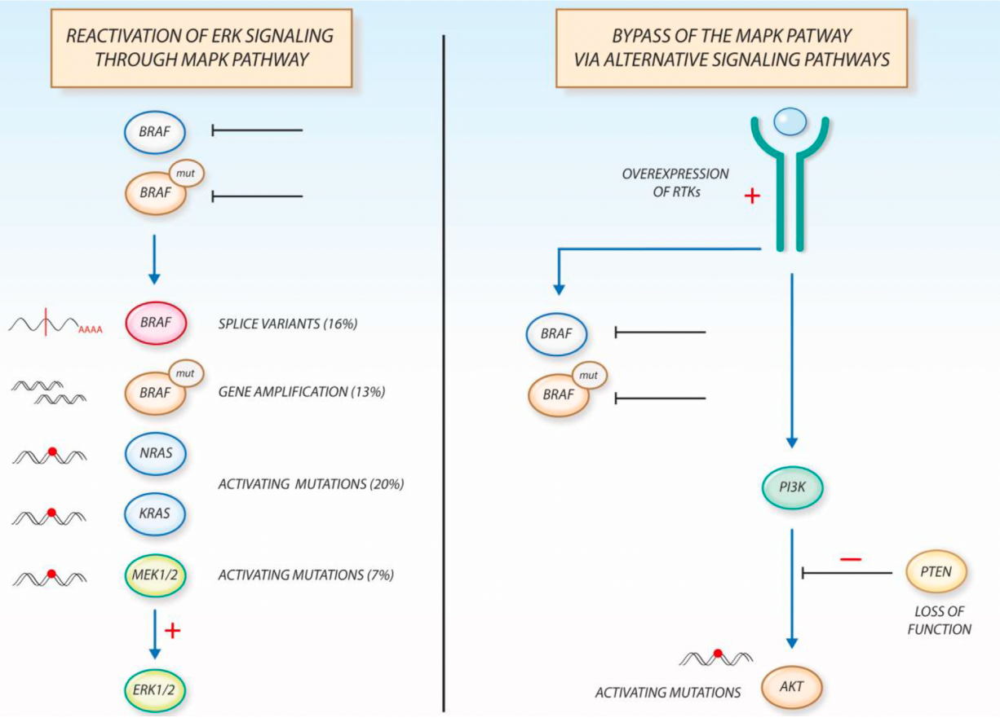 REACTIVATION OF ERK SIGNALING
THROUGH MAPK PATHWAY
BRAF
mut
BRAF
BRAF
AAAA
SPLICE VARIANTS (16%)
mut
BRAF
GENE AMPLIFICATION (13%)
NRAS
ACTIVATING MUTATIONS (20%)
KRAS
MEK1/2
ACTIVATING MUTATIONS (7%)
+
ERK1/2
BYPASS OF THE MAPK PATWAY
VIA ALTERNATIVE SIGNALING PATHWAYS
OVEREXPRESSION
OF RTKs
+
BRAF
mut
BRAF
PI3K
–
PTEN
LOSS OF
FUNCTION
ACTIVATING MUTATIONS
AKT